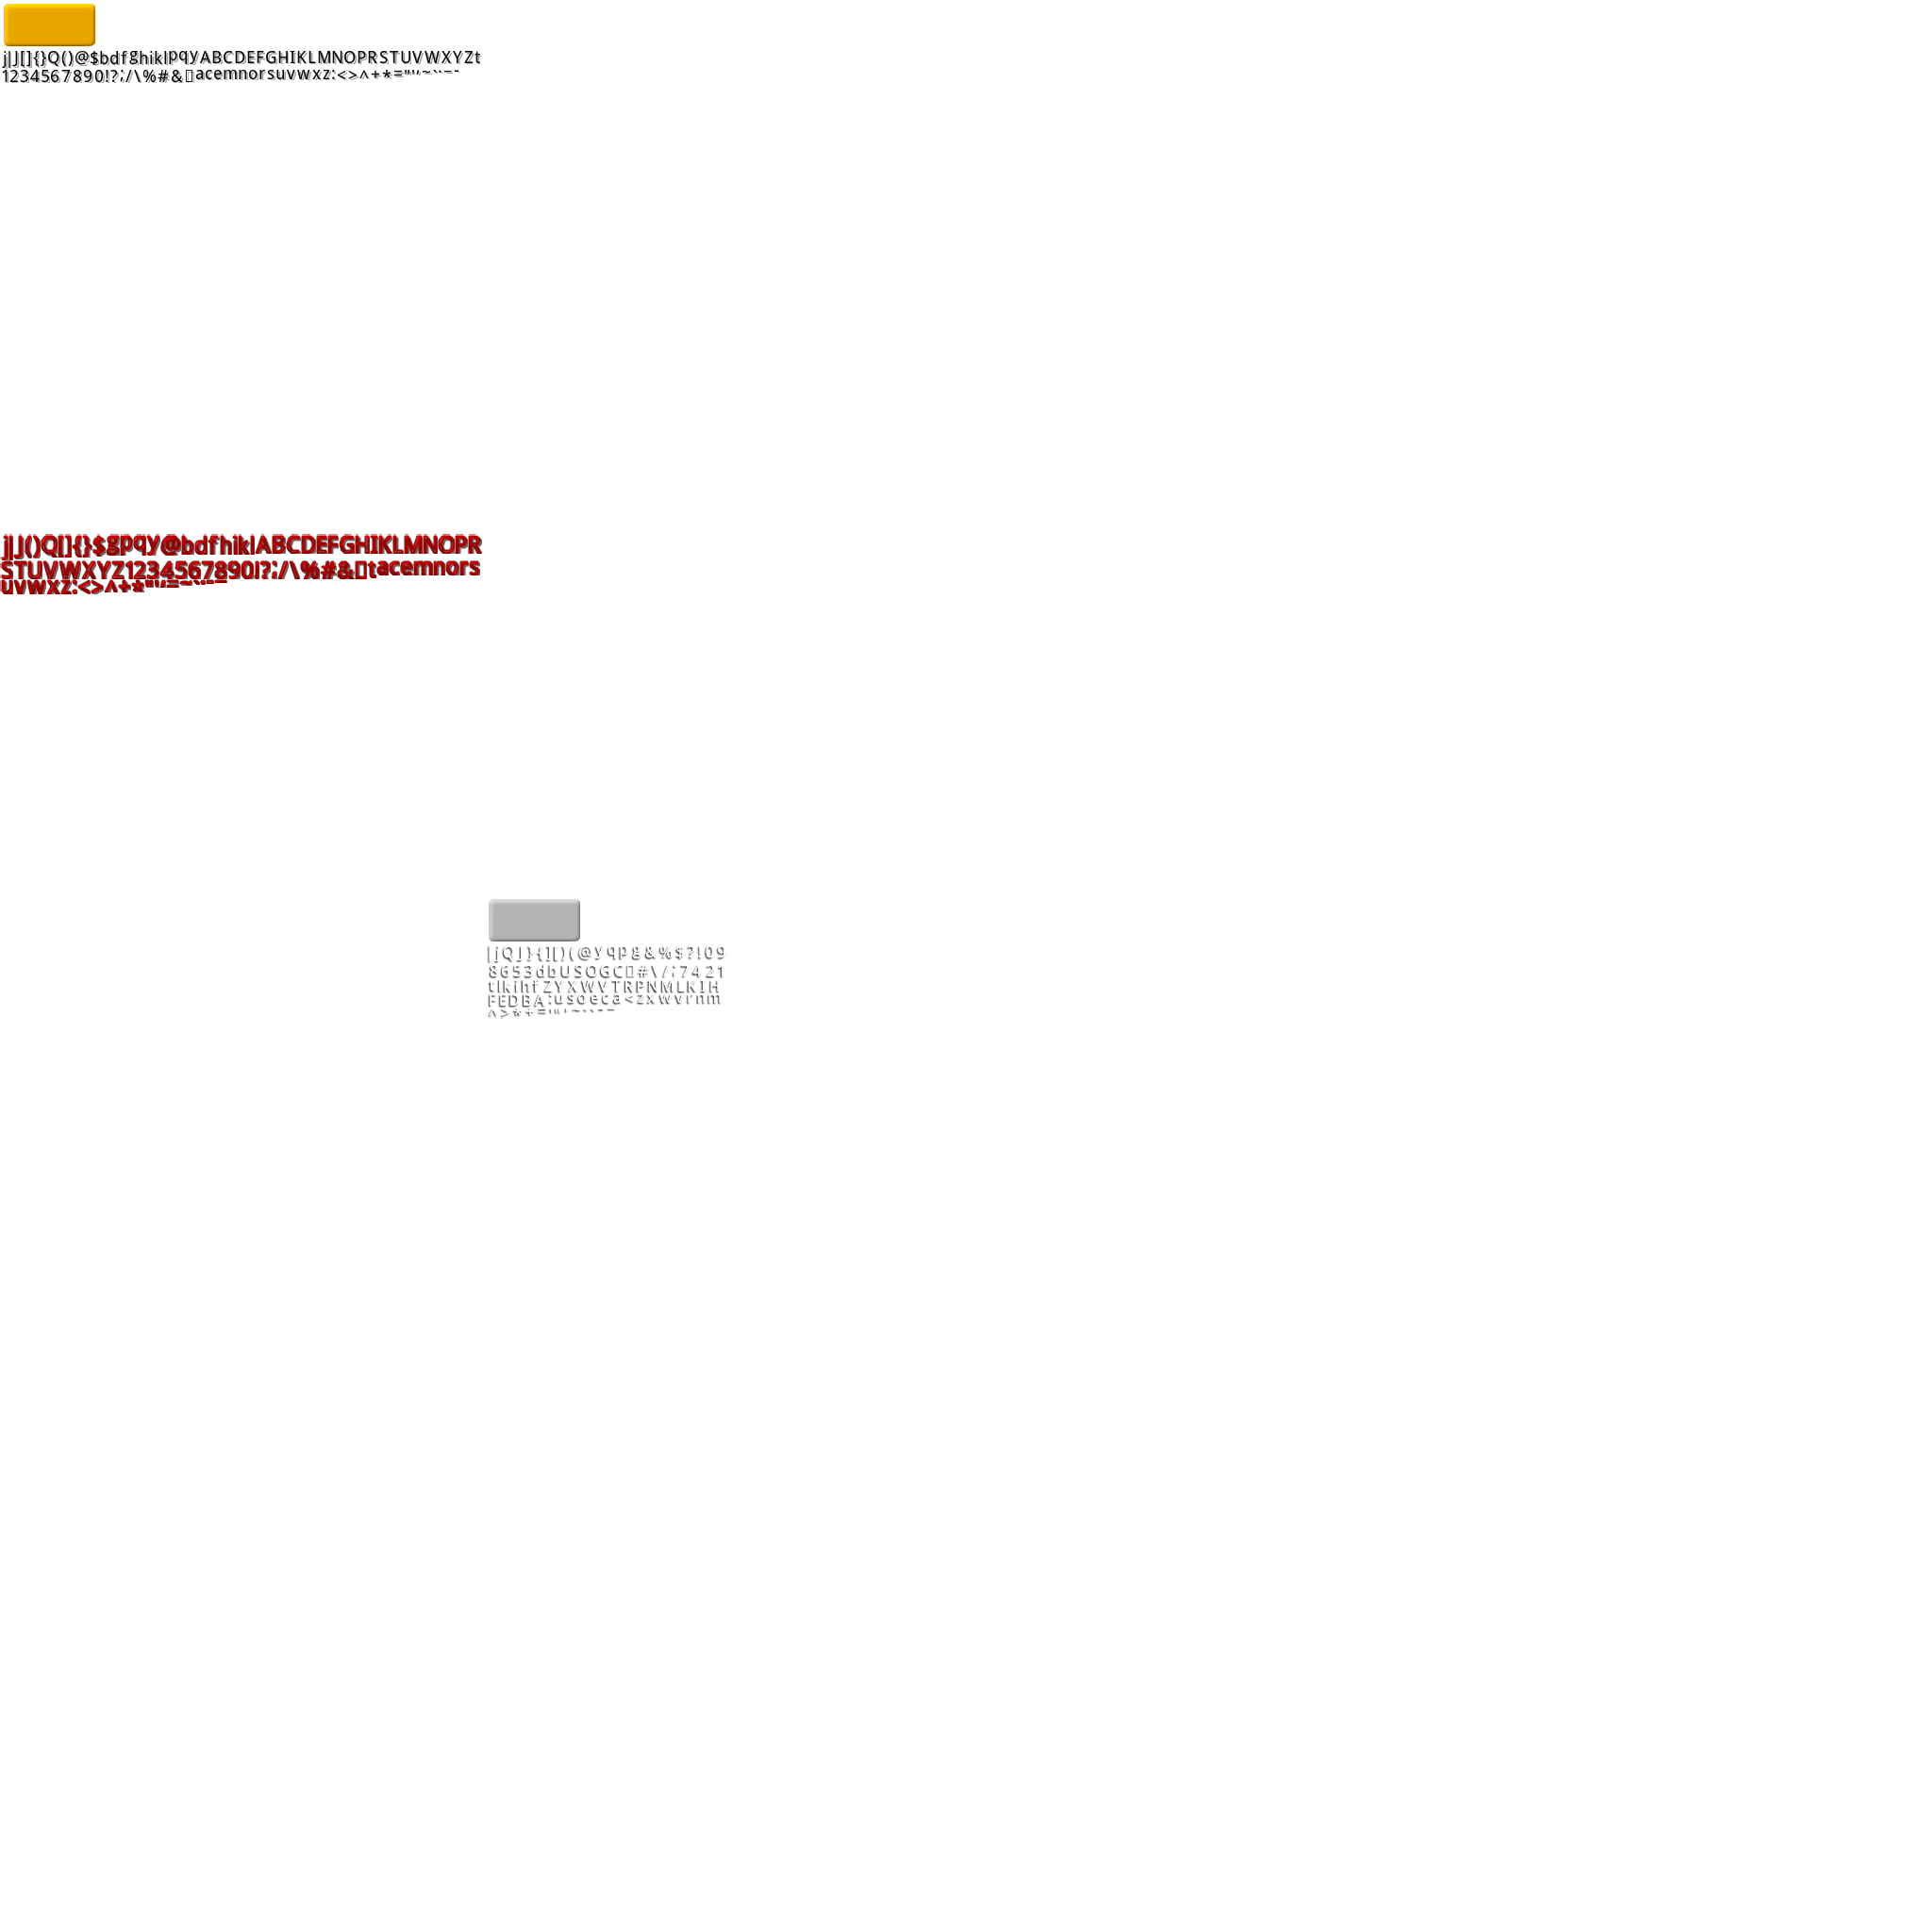 j|J[]{}Q()@$bdfghiklpqyABCDEFGHIKLMNOPRSTUVWXYZt
1234567890!?;/\%#&▯acemnorsuvwxz:<>^+*="',~`-_
j|J()Q[]{}$gpqy@bdfhiklABCDEFGHIKLMNOPR
STUVWXYZ1234567890!?;/\%#&▯tacemnors
uvwxz:<>^+*"',=~`-_
|jQJ}{][)(@yqpg&%$?!09
8653dbUSOGC▯#\/;7421
tlkihfZYXWVTRPNMLKIH
FEDBA:usoeca<zxwvrnm
^>*+='",~`-_